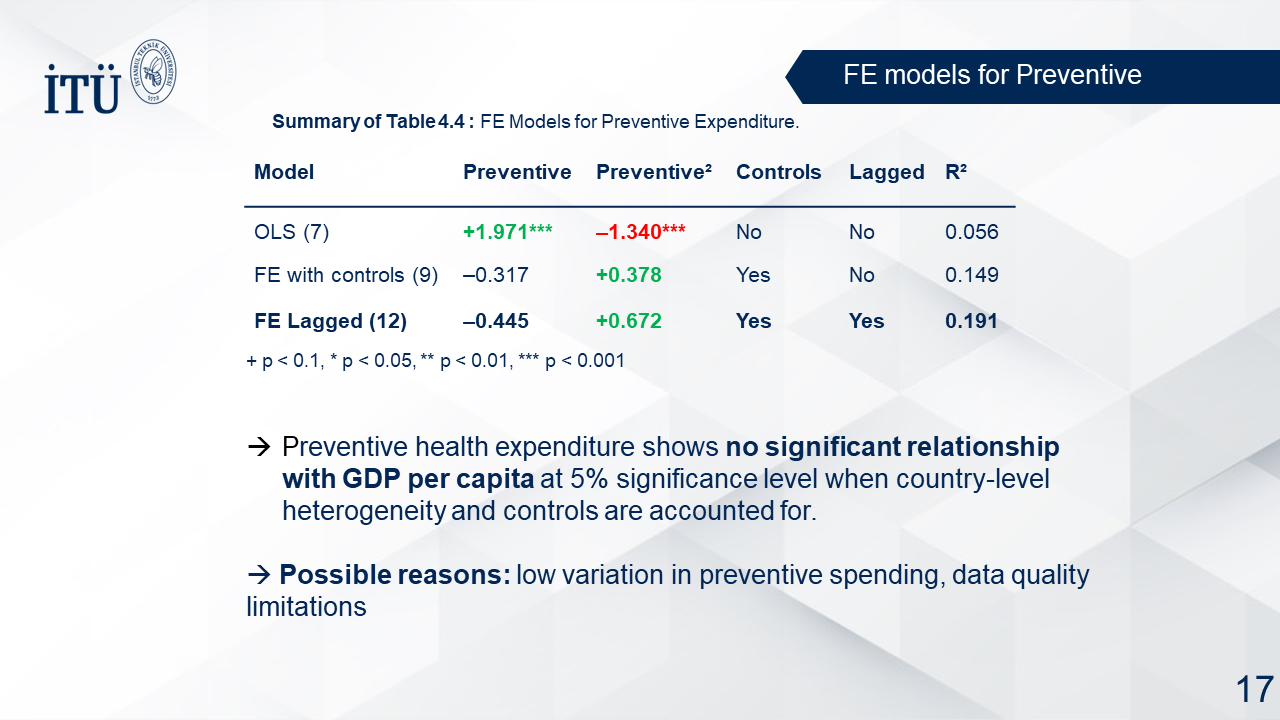 İTÜ
İSTANBUL TEKNİK ÜNİVERSİTESİ
1773
FE models for Preventive
Summary of Table 4.4 : FE Models for Preventive Expenditure.
Model Preventive Preventive² Controls Lagged R²
OLS (7) +1.971*** –1.340*** No No 0.056
FE with controls (9) –0.317 +0.378 Yes No 0.149
FE Lagged (12) –0.445 +0.672 Yes Yes 0.191
+ p < 0.1, * p < 0.05, ** p < 0.01, *** p < 0.001
→ Preventive health expenditure shows no significant relationship
with GDP per capita at 5% significance level when country-level
heterogeneity and controls are accounted for.
→ Possible reasons: low variation in preventive spending, data quality
limitations
17